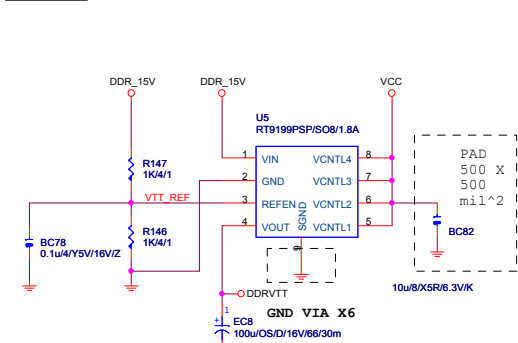 DDR_15V
DDR_15V
VCC
U5
RT9199PSP/SO8/1.8A
R147
1K/4/1
VTT_REF
R146
1K/4/1
BC78
0.1u/4/Y5V/16V/Z
1
VIN
VCNTL4
8
2
GND
VCNTL3
7
3
REFEN
VCNTL2
6
4
VOUT
VCNTL1
5
SGND
9
PAD
500 X
500
mil^2
BC82
10u/8/X5R/6.3V/K
DDRVTT
GND VIA X6
1
+
EC8
100u/OS/D/16V/66/30m